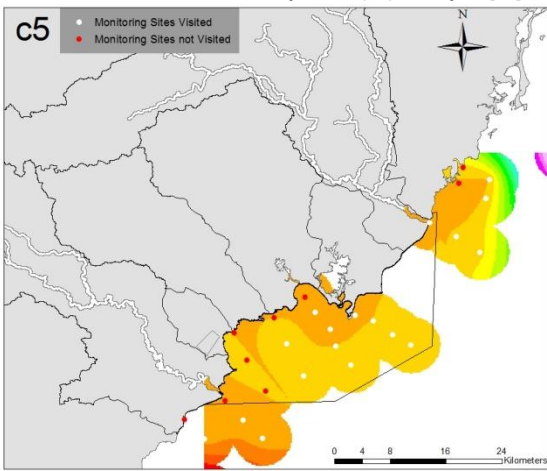 c5
Monitoring Sites Visited
Monitoring Sites not Visited
N
0 4 8 16 24
Kilometers